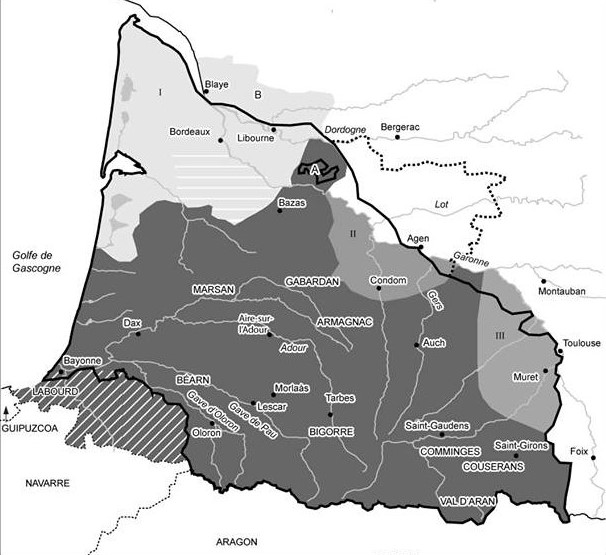 Blaye
I
B
Bordeaux
Libourne
Dordogne
Bergerac
A
Bazas
Lot
II
Agen
Golfe de
Gascogne
Garonne
GABARDAN
Condom
MARSAN
Gers
Montauban
Aire-sur-
l'Adour
ARMAGNAC
Dax
III
Adour
Auch
Toulouse
Bayonne
Muret
BÉARN
Morlaàs
LABOURD
Lescar
Tarbes
Gave d'Oloron
Gave de Pau
GUIPUZCOA
Oloron
BIGORRE
Saint-Gaudens
Saint-Girons
COMMINGES
Foix
COUSERANS
NAVARRE
VAL D'ARAN
ARAGON